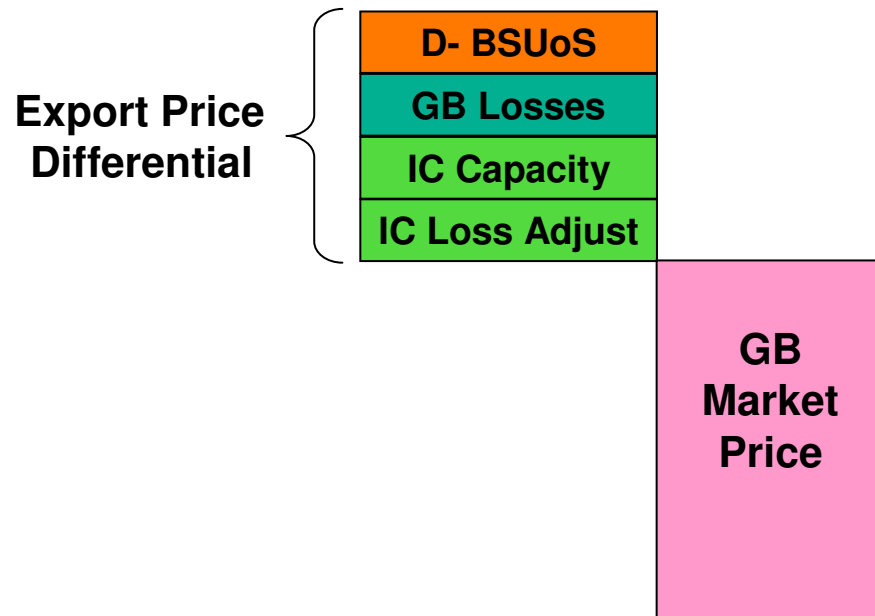 Export Price
Differential
D- BSUoS
GB Losses
IC Capacity
IC Loss Adjust
GB
Market
Price